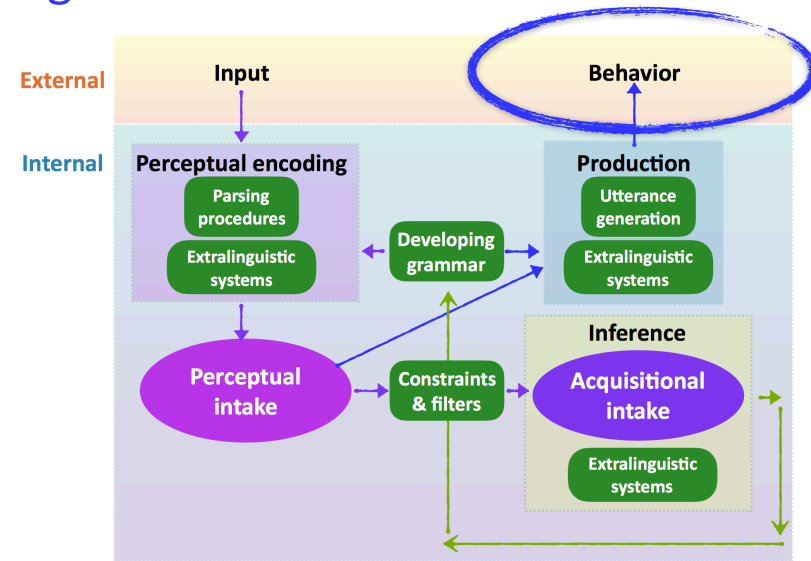 External
Input
Behavior
Internal
Perceptual encoding
Parsing
procedures
Extralinguistic
systems
Developing
grammar
Production
Utterance
generation
Extralinguistic
systems
Perceptual
intake
Constraints
& filters
Inference
Acquisitional
intake
Extralinguistic
systems